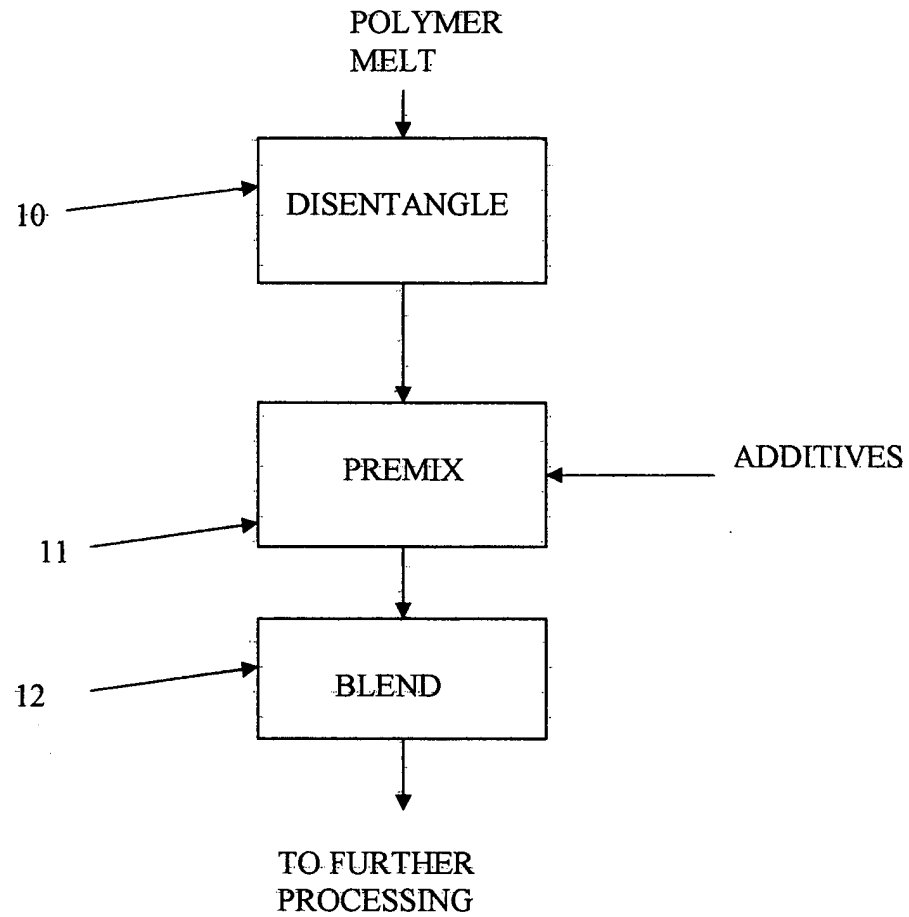 POLYMER
MELT
DISENTANGLE
10
PREMIX
ADDITIVES
11
BLEND
12
TO FURTHER
PROCESSING